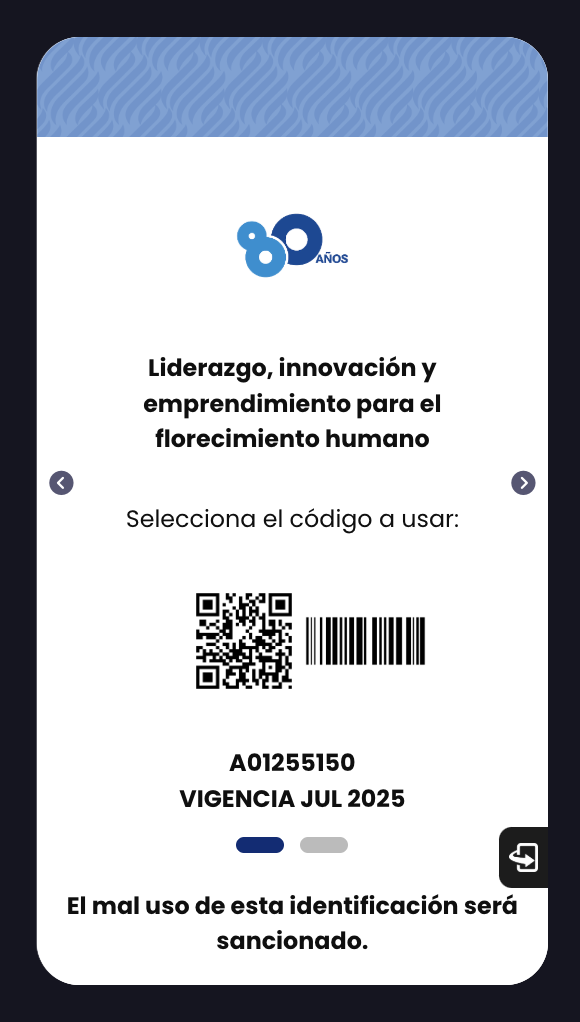 80 AÑOS
Liderazgo, innovación y
emprendimiento para el
florecimiento humano
Selecciona el código a usar:
A01255150
VIGENCIA JUL 2025
El mal uso de esta identificación será
sancionado.